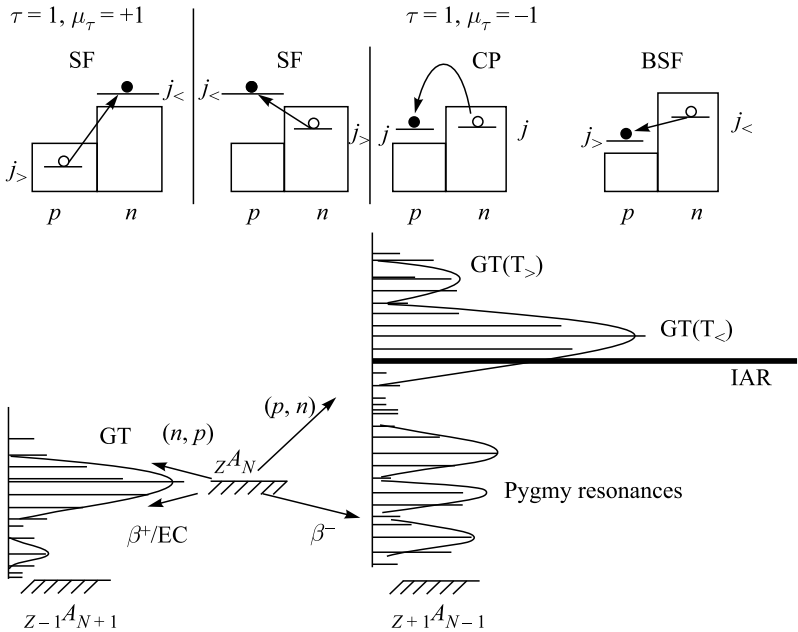 τ = 1, μ_τ = +1
τ = 1, μ_τ = –1
SF
SF
CP
BSF
j_<
j_<
j_>
j_>
j
j
j_>
j_<
p n
p n
p n
p n
GT(T_>)
GT(T_<)
IAR
(p, n)
GT
(n, p)
_Z A_N
Pygmy resonances
β⁺/EC
β⁻
_{Z–1}A_{N+1}
_{Z+1}A_{N–1}